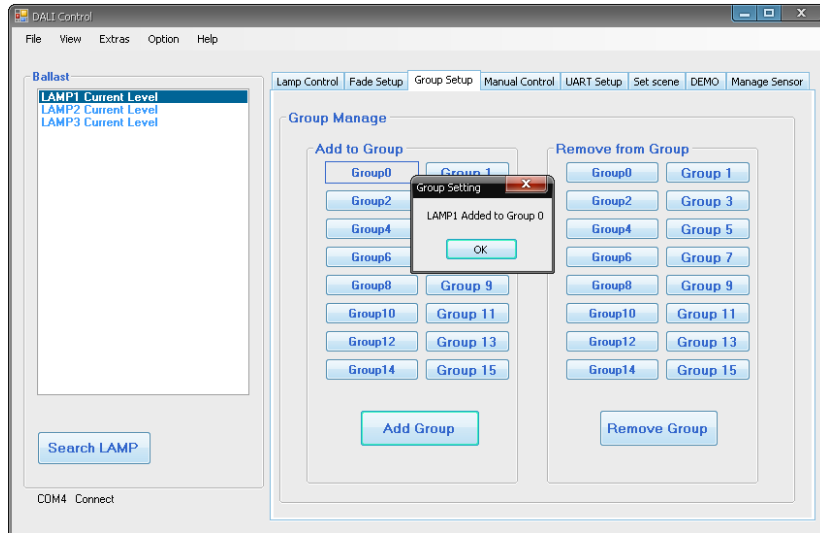 DALI Control
File View Extras Option Help
Ballast
LAMP1 Current Level
LAMP2 Current Level
LAMP3 Current Level
Search LAMP
COM4 Connect
Lamp Control Fade Setup Group Setup Manual Control UART Setup Set scene DEMO Manage Sensor
Group Manage
Add to Group
Group0 Group 1
Group2
Group4
Group6
Group8 Group 9
Group10 Group 11
Group12 Group 13
Group14 Group 15
Add Group
Group Setting
LAMP1 Added to Group 0
OK
Remove from Group
Group0 Group 1
Group2 Group 3
Group4 Group 5
Group6 Group 7
Group8 Group 9
Group10 Group 11
Group12 Group 13
Group14 Group 15
Remove Group